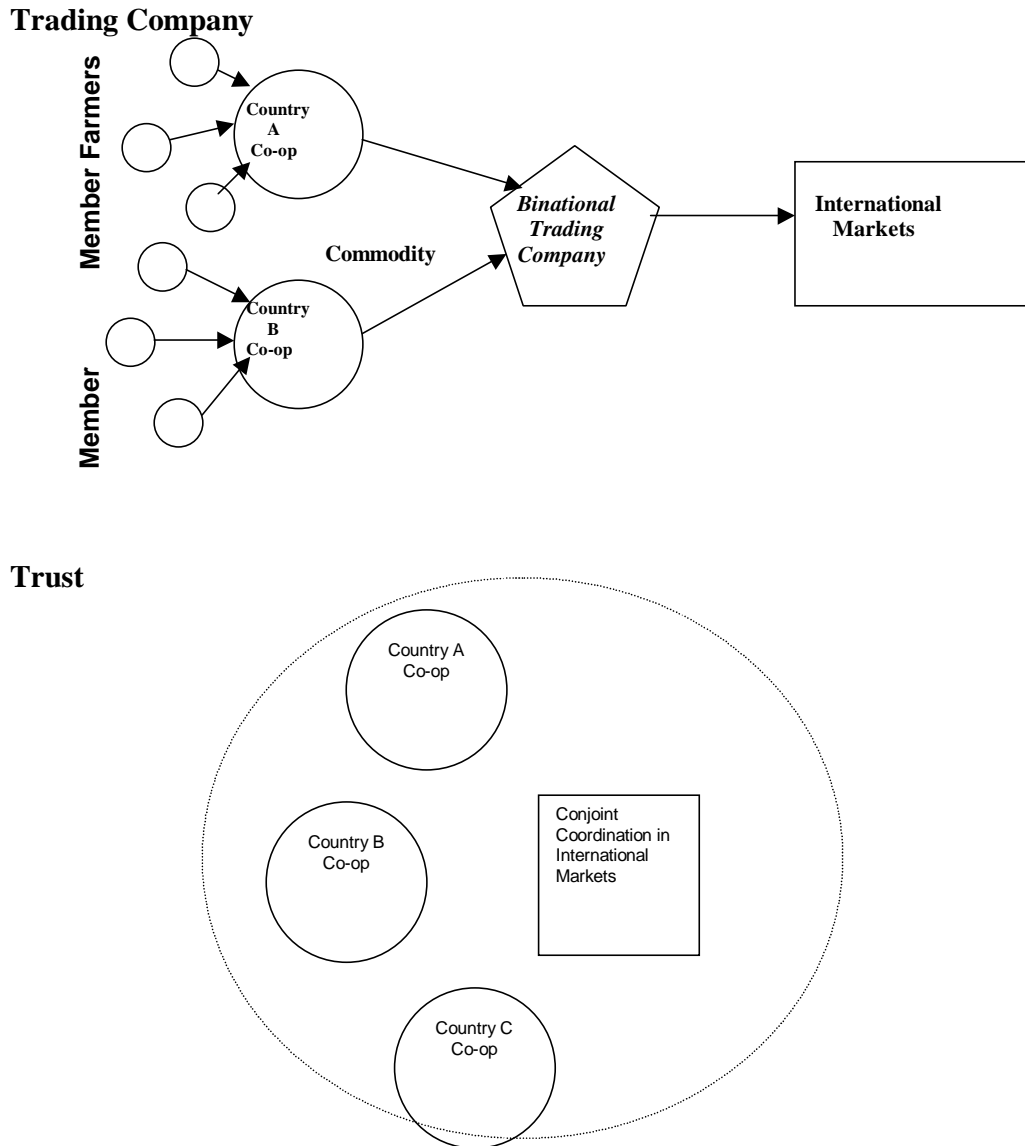 Trading Company
Member Farmers
Country
A
Co-op
Binational
Trading
Company
International
Markets
Commodity
Member
Country
B
Co-op
Trust
Country A
Co-op
Conjoint
Coordination in
International
Markets
Country B
Co-op
Country C
Co-op